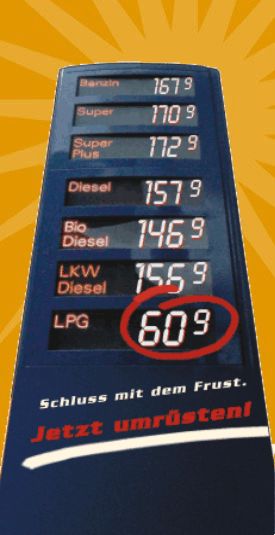 Benzin 167 9
Super 170 9
Super
Plus 172 9
Diesel 157 9
Bio
Diesel 146 9
LKW
Diesel 156 9
LPG 60 9
Schluss mit dem Frust.
Jetzt umrüsten!